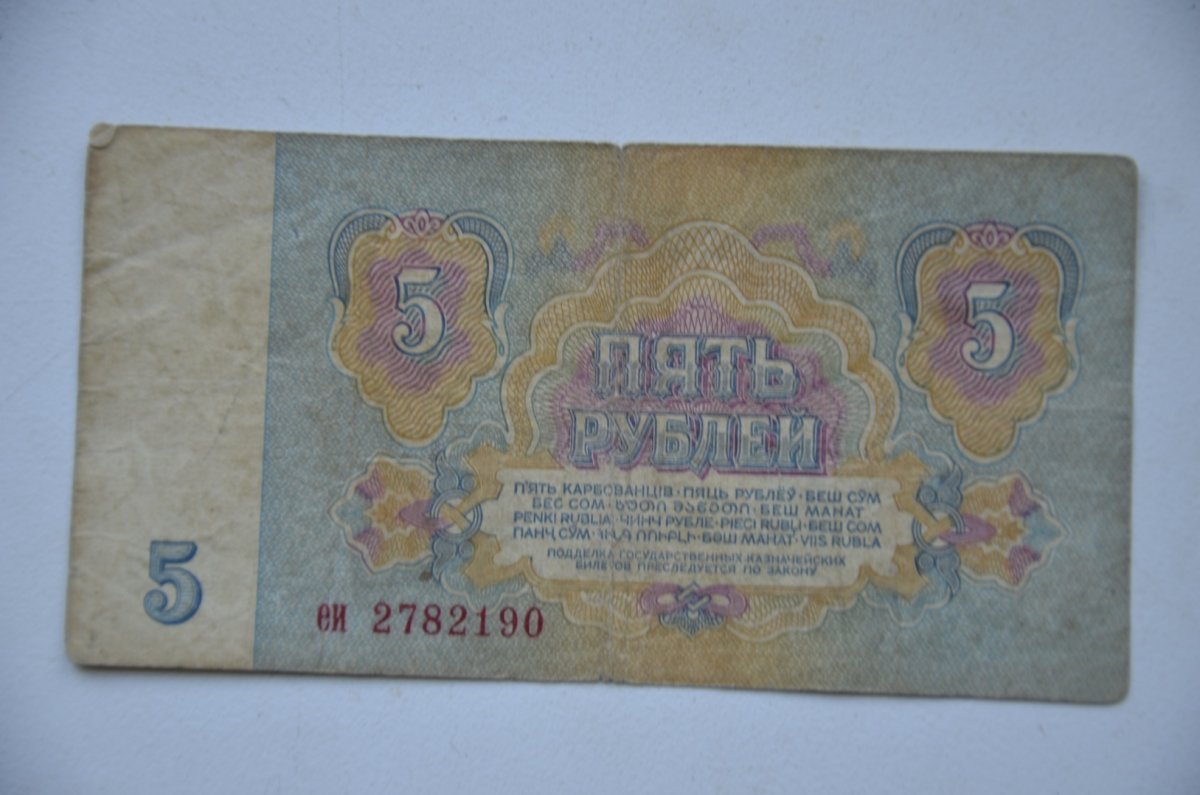 5
5
ПЯТЬ
РУБЛЕЙ
П'ЯТЬ КАРБОВАНЦІВ · ПЯЦЬ РУБЛЁЎ · БЕШ СЎМ
БЕС СОМ · ხუთი მანეთი · БЕШ МАНАТ
PENKI RUBLIAI · ЧИНЧ РУБЛЕ · PIECI RUBĻI · БЕШ СОМ
ПАНҶ СӮМ · ՀԻՆԳ ՌՈՒԲԼԻ · БӘШ МАНАТ · VIIS RUBLA
ПОДДЕЛКА ГОСУДАРСТВЕННЫХ КАЗНАЧЕЙСКИХ
БИЛЕТОВ ПРЕСЛЕДУЕТСЯ ПО ЗАКОНУ
5
еи 2782190